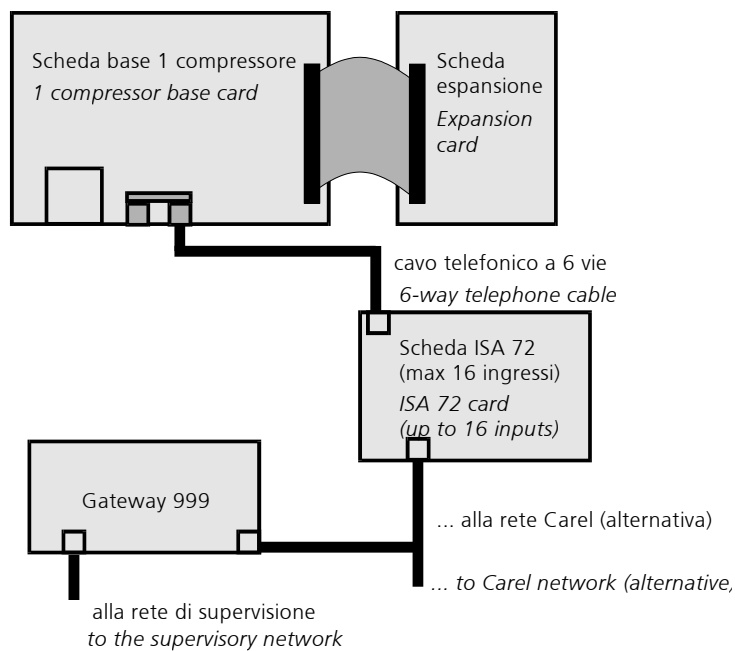 Scheda base 1 compressore
1 compressor base card
Scheda
espansione
Expansion
card
cavo telefonico a 6 vie
6-way telephone cable
Scheda ISA 72
(max 16 ingressi)
ISA 72 card
(up to 16 inputs)
Gateway 999
... alla rete Carel (alternativa)
... to Carel network (alternative)
alla rete di supervisione
to the supervisory network